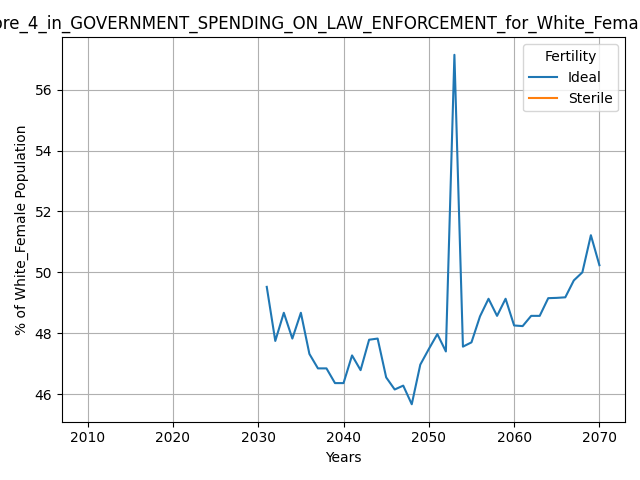 ore_4_in_GOVERNMENT_SPENDING_ON_LAW_ENFORCEMENT_for_White_Fema
Fertility
Ideal
Sterile
% of White_Female Population
56
54
52
50
48
46
2010 2020 2030 2040 2050 2060 2070
Years